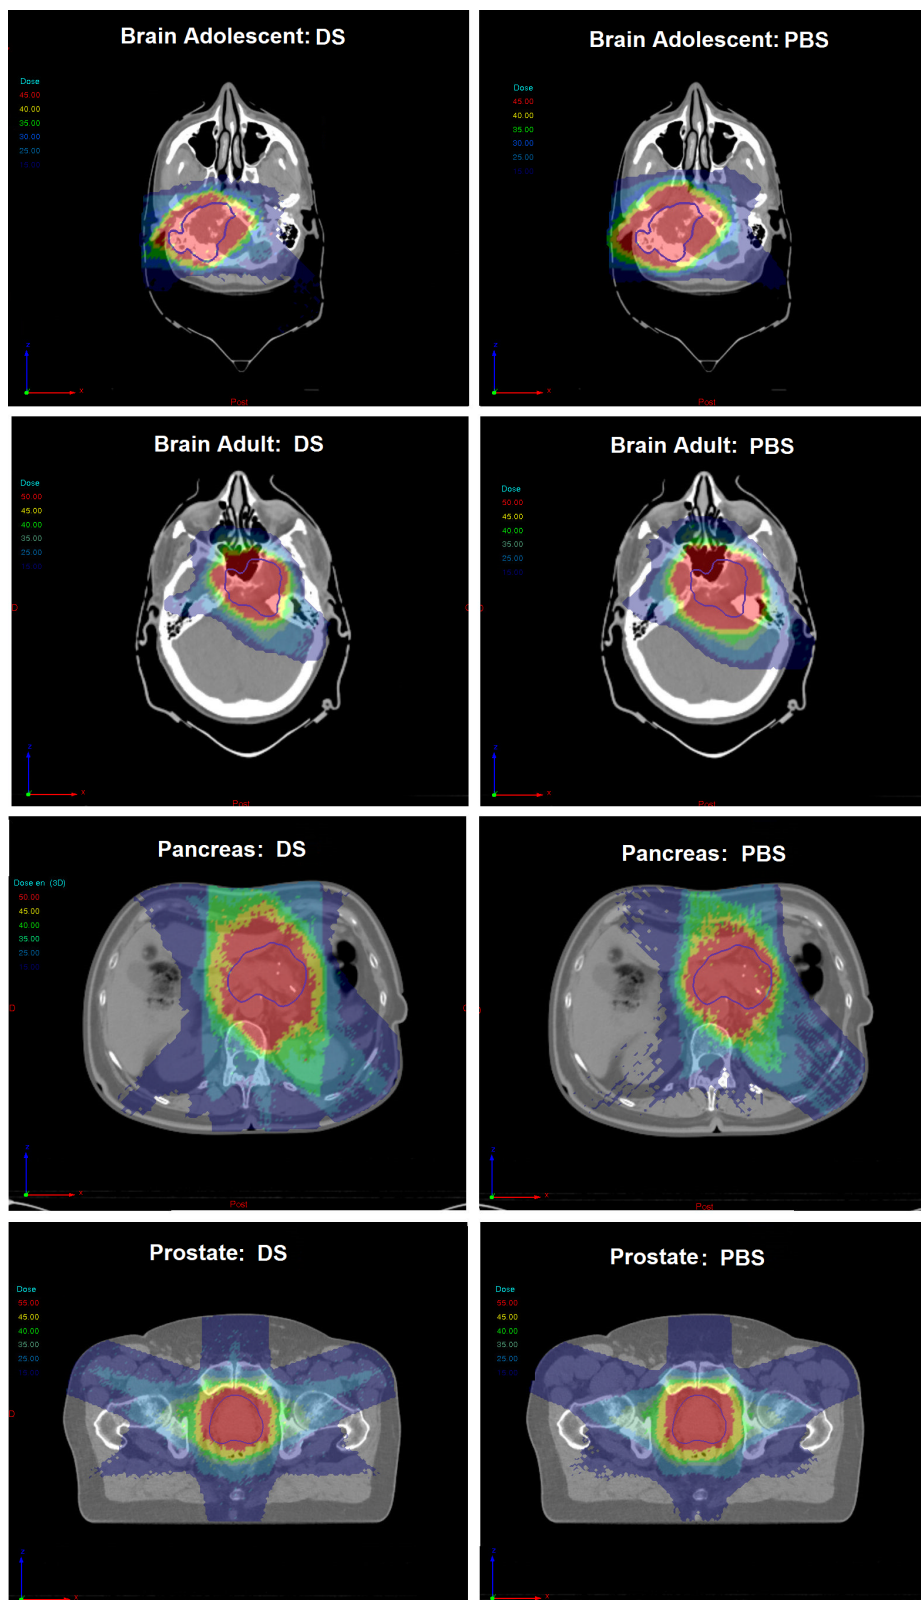 Brain Adolescent: DS
Dose
45.00
40.00
35.00
30.00
25.00
x
Post
Brain Adolescent: PBS
Dose
45.00
40.00
35.00
30.00
25.00
x
Post
Brain Adult: DS
Dose
50.00
45.00
40.00
35.00
25.00
x
Post
Brain Adult: PBS
Dose
50.00
45.00
40.00
35.00
25.00
x
Post
Pancreas: DS
Dose en (3D)
50.00
45.00
40.00
35.00
25.00
x
Post
Pancreas: PBS
x
Post
Prostate: DS
Dose
45.00
40.00
35.00
25.00
Prostate: PBS
Dose
45.00
40.00
35.00
25.00